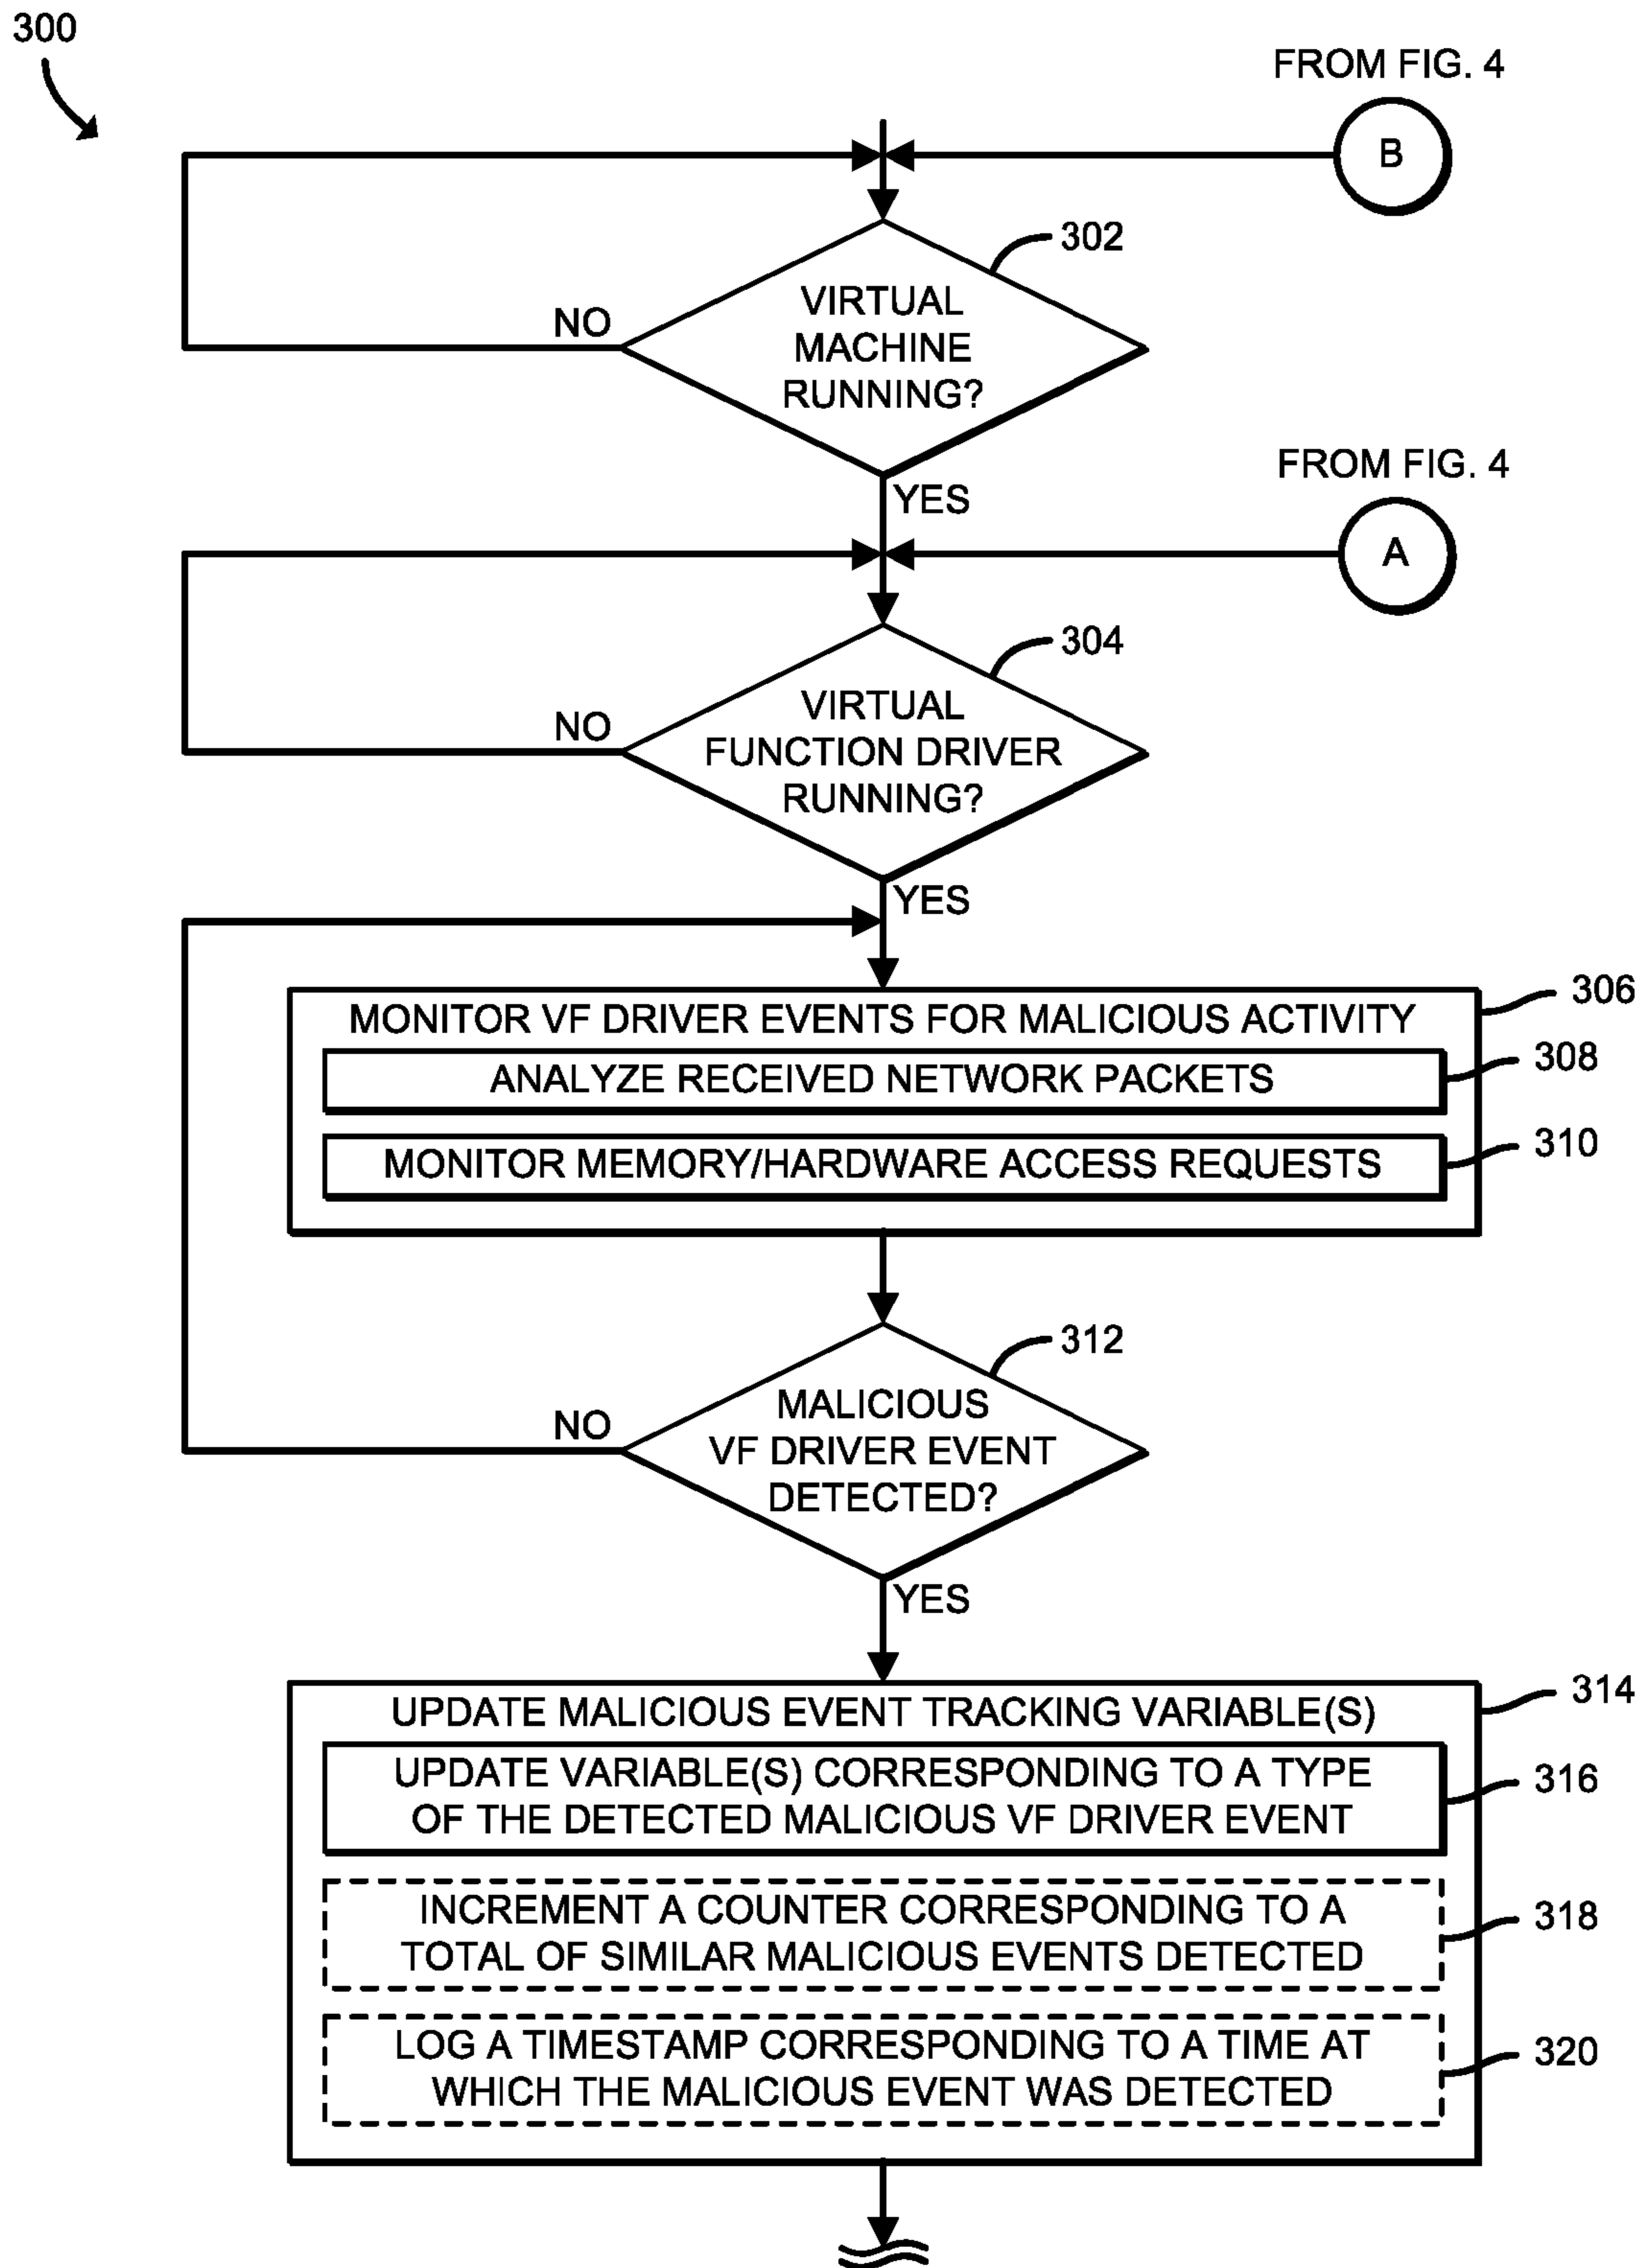 300
FROM FIG. 4
B
302
VIRTUAL
MACHINE
RUNNING?
NO
YES
FROM FIG. 4
A
304
VIRTUAL
FUNCTION DRIVER
RUNNING?
NO
YES
306
MONITOR VF DRIVER EVENTS FOR MALICIOUS ACTIVITY
308
ANALYZE RECEIVED NETWORK PACKETS
310
MONITOR MEMORY/HARDWARE ACCESS REQUESTS
312
MALICIOUS
VF DRIVER EVENT
DETECTED?
NO
YES
314
UPDATE MALICIOUS EVENT TRACKING VARIABLE(S)
UPDATE VARIABLE(S) CORRESPONDING TO A TYPE
OF THE DETECTED MALICIOUS VF DRIVER EVENT
316
INCREMENT A COUNTER CORRESPONDING TO A
TOTAL OF SIMILAR MALICIOUS EVENTS DETECTED
318
LOG A TIMESTAMP CORRESPONDING TO A TIME AT
WHICH THE MALICIOUS EVENT WAS DETECTED
320